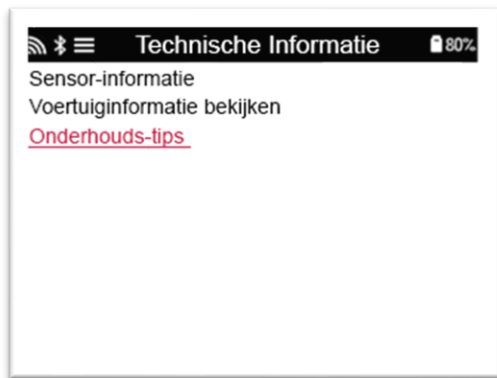 Technische Informatie 80%
Sensor-informatie
Voertuiginformatie bekijken
Onderhouds-tips